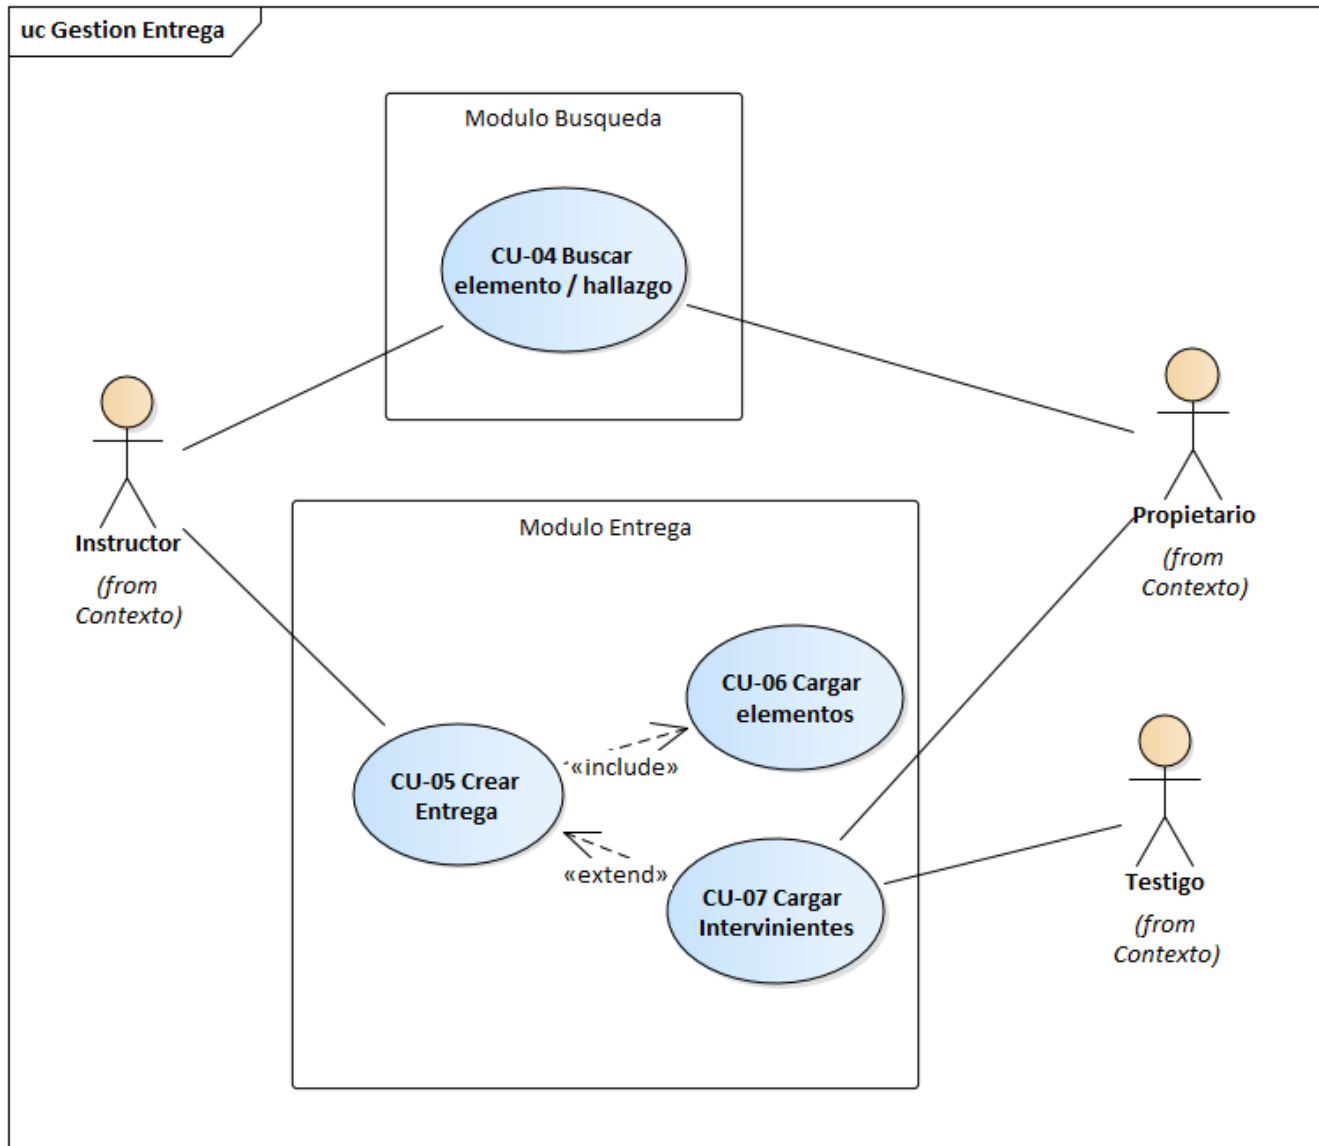 uc Gestion Entrega
Modulo Busqueda
CU-04 Buscar
elemento / hallazgo
Instructor
(from
Contexto)
Propietario
(from
Contexto)
Modulo Entrega
CU-06 Cargar
elementos
«include»
CU-05 Crear
Entrega
«extend»
CU-07 Cargar
Intervinientes
Testigo
(from
Contexto)